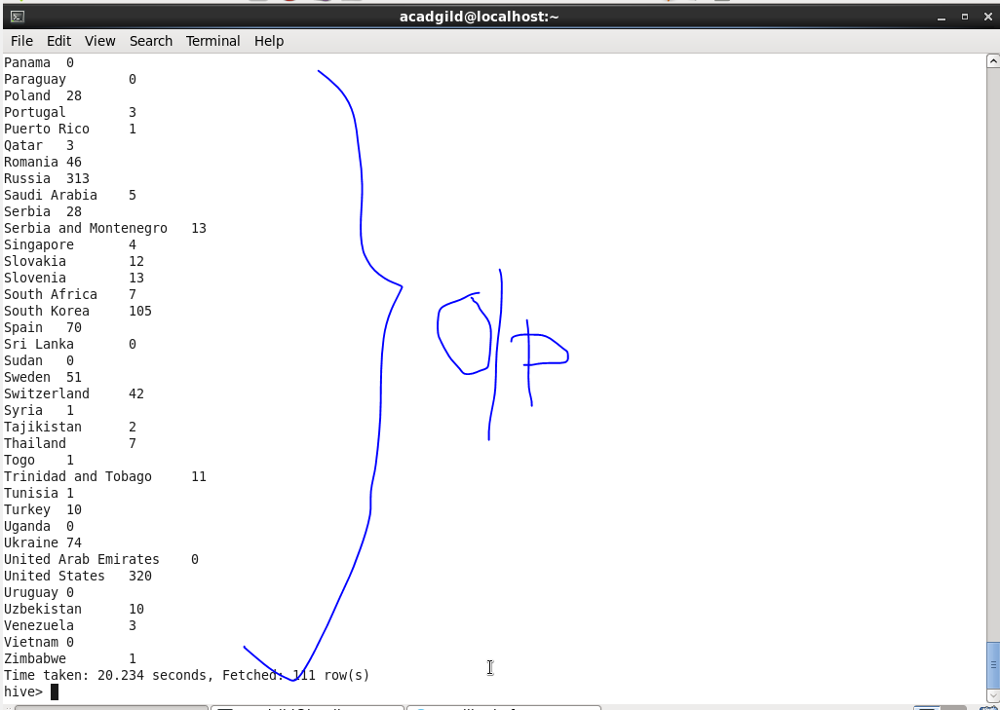 acadgild@localhost:~
File Edit View Search Terminal Help
Panama 0
Paraguay 0
Poland 28
Portugal 3
Puerto Rico 1
Qatar 3
Romania 46
Russia 313
Saudi Arabia 5
Serbia 28
Serbia and Montenegro 13
Singapore 4
Slovakia 12
Slovenia 13
South Africa 7
South Korea 105
Spain 70
Sri Lanka 0
Sudan 0
Sweden 51
Switzerland 42
Syria 1
Tajikistan 2
Thailand 7
Togo 1
Trinidad and Tobago 11
Tunisia 1
Turkey 10
Uganda 0
Ukraine 74
United Arab Emirates 0
United States 320
Uruguay 0
Uzbekistan 10
Venezuela 3
Vietnam 0
Zimbabwe 1
Time taken: 20.234 seconds, Fetched: 111 row(s)
hive>
O/P